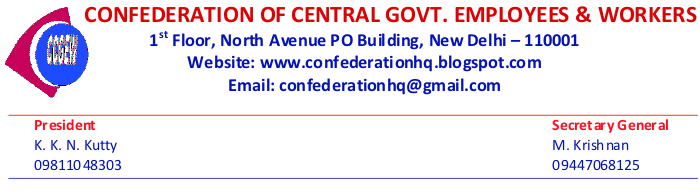 CONFEDERATION OF CENTRAL GOVT. EMPLOYEES & WORKERS
1st Floor, North Avenue PO Building, New Delhi – 110001
Website: www.confederationhq.blogspot.com
Email: confederationhq@gmail.com
CCGEW
President Secretary General
K. K. N. Kutty M. Krishnan
09811048303 09447068125